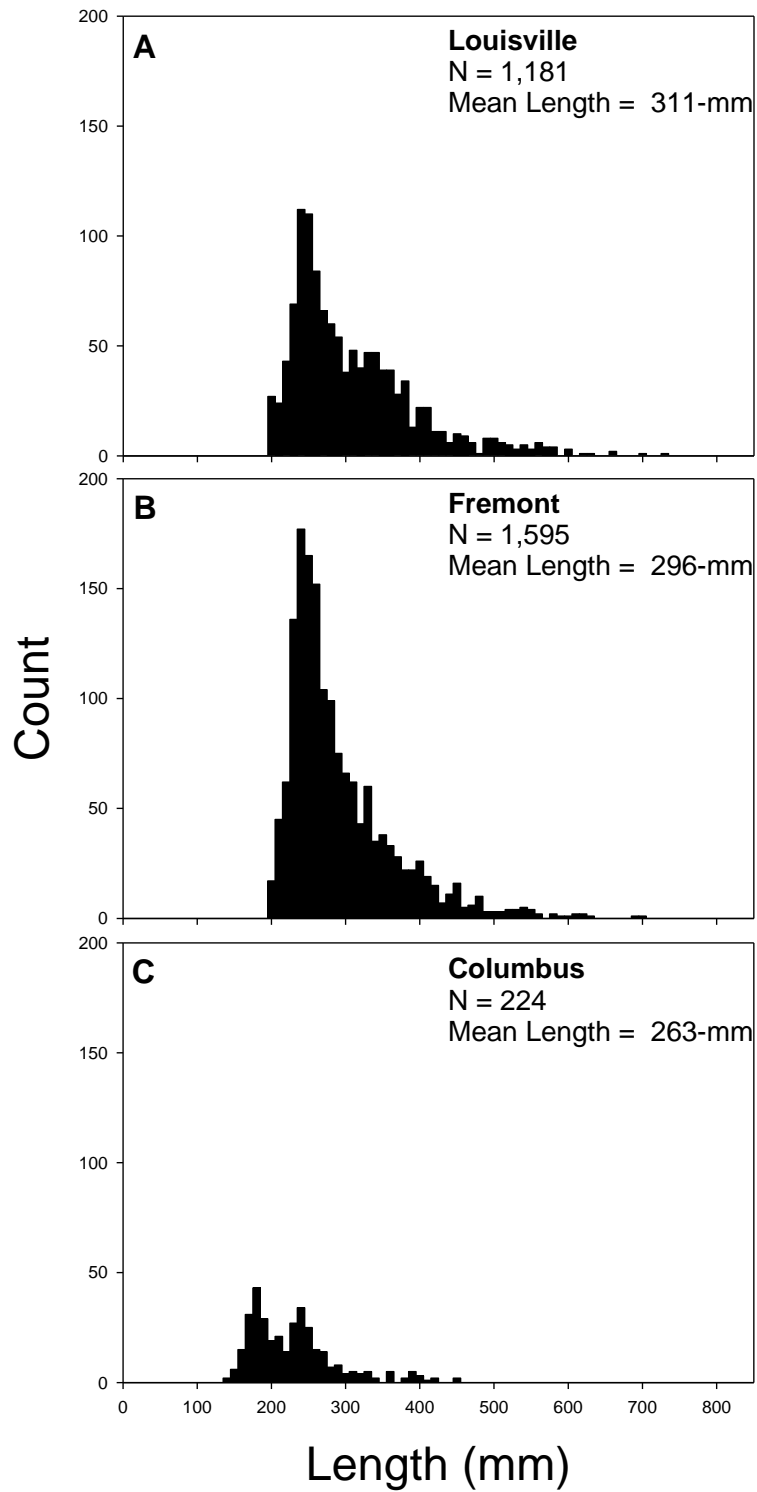 A
Louisville
N = 1,181
Mean Length = 311-mm
200
150
100
50
0
B
Fremont
N = 1,595
Mean Length = 296-mm
200
150
100
50
0
Count
C
Columbus
N = 224
Mean Length = 263-mm
200
150
100
50
0
0 100 200 300 400 500 600 700 800
Length (mm)